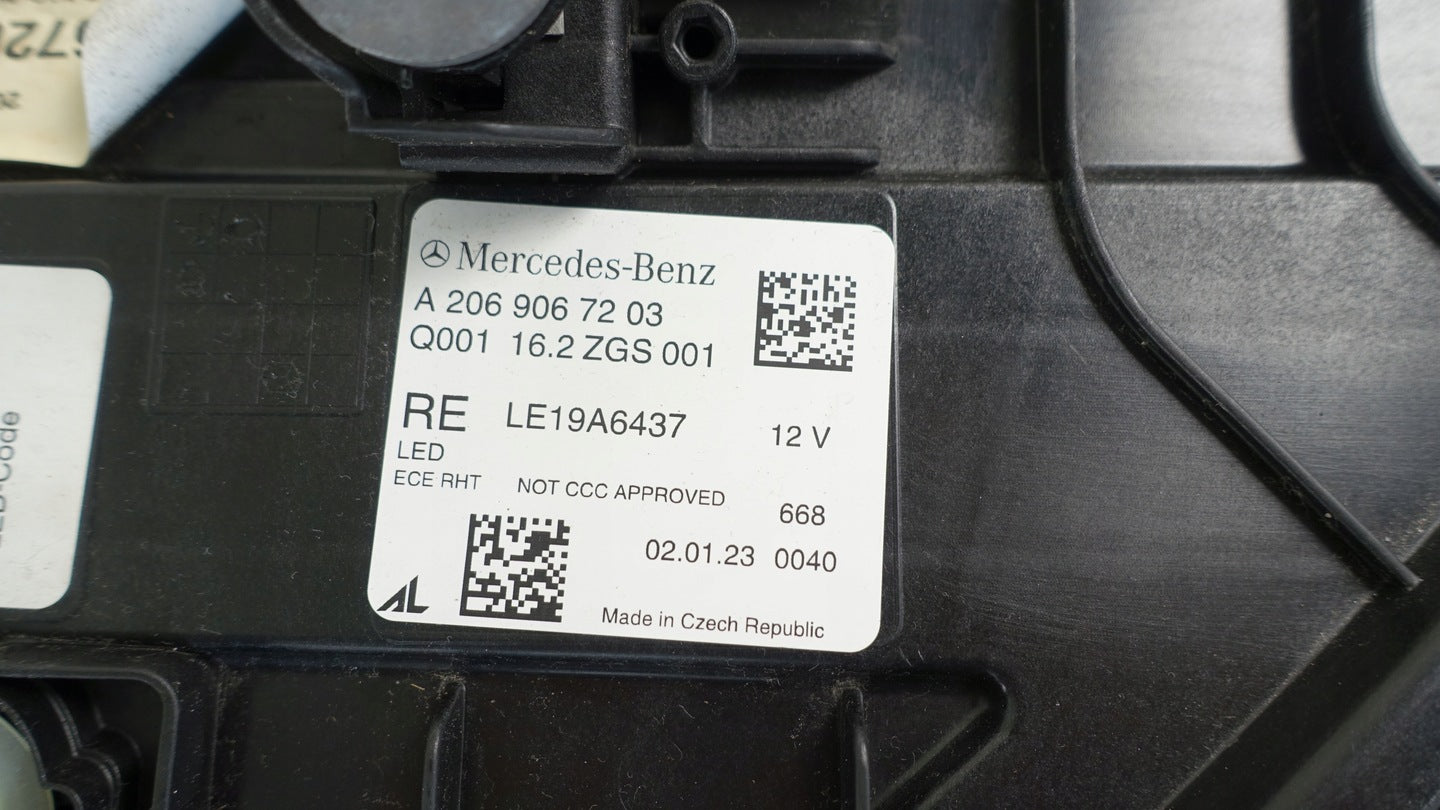 Mercedes-Benz
A 206 906 72 03
Q001 16.2 ZGS 001
RE LE19A6437 12 V
LED
ECE RHT NOT CCC APPROVED 668
02.01.23 0040
AL
Made in Czech Republic